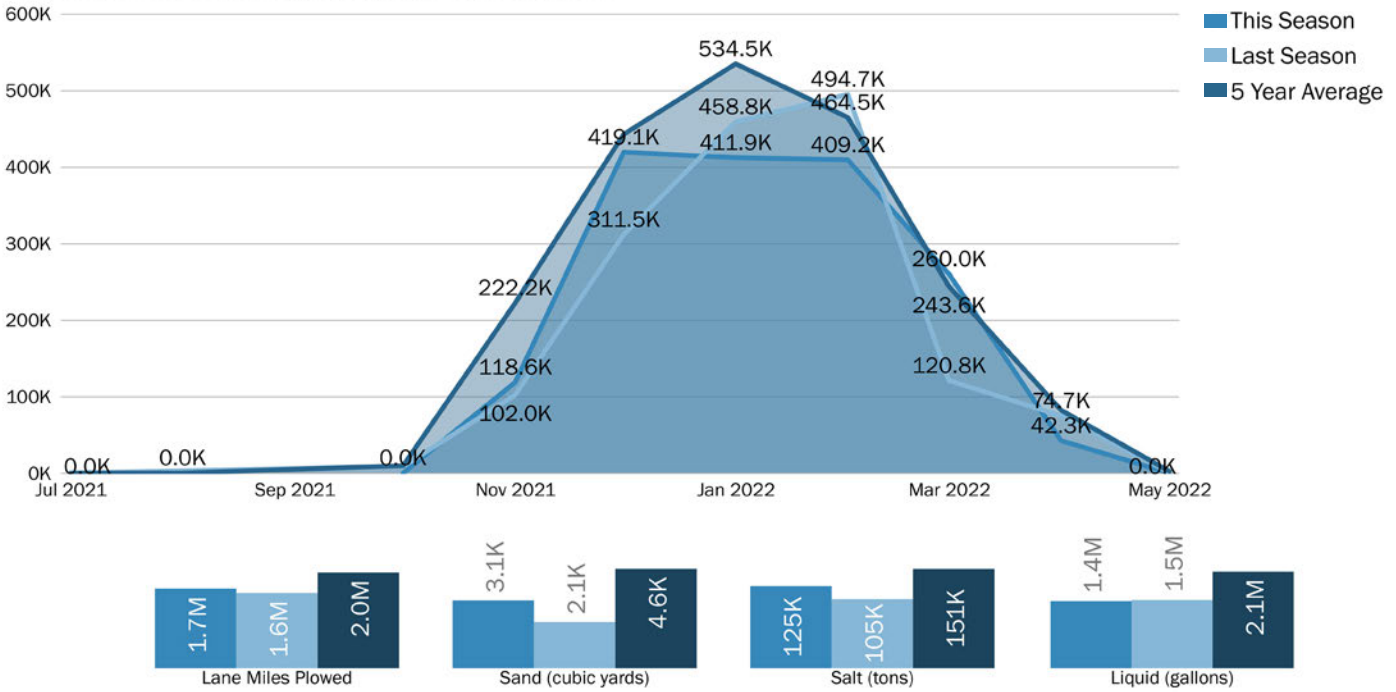 600K
This Season
Last Season
5 Year Average
500K
400K
300K
200K
100K
0K
534.5K
494.7K
464.5K
458.8K
419.1K
411.9K
409.2K
311.5K
260.0K
222.2K
243.6K
118.6K
120.8K
102.0K
74.7K
42.3K
0.0K
0.0K
0.0K
0.0K
Jul 2021
Sep 2021
Nov 2021
Jan 2022
Mar 2022
May 2022
1.7M
1.6M
2.0M
Lane Miles Plowed
3.1K
2.1K
4.6K
Sand (cubic yards)
125K
105K
151K
Salt (tons)
1.4M
1.5M
2.1M
Liquid (gallons)